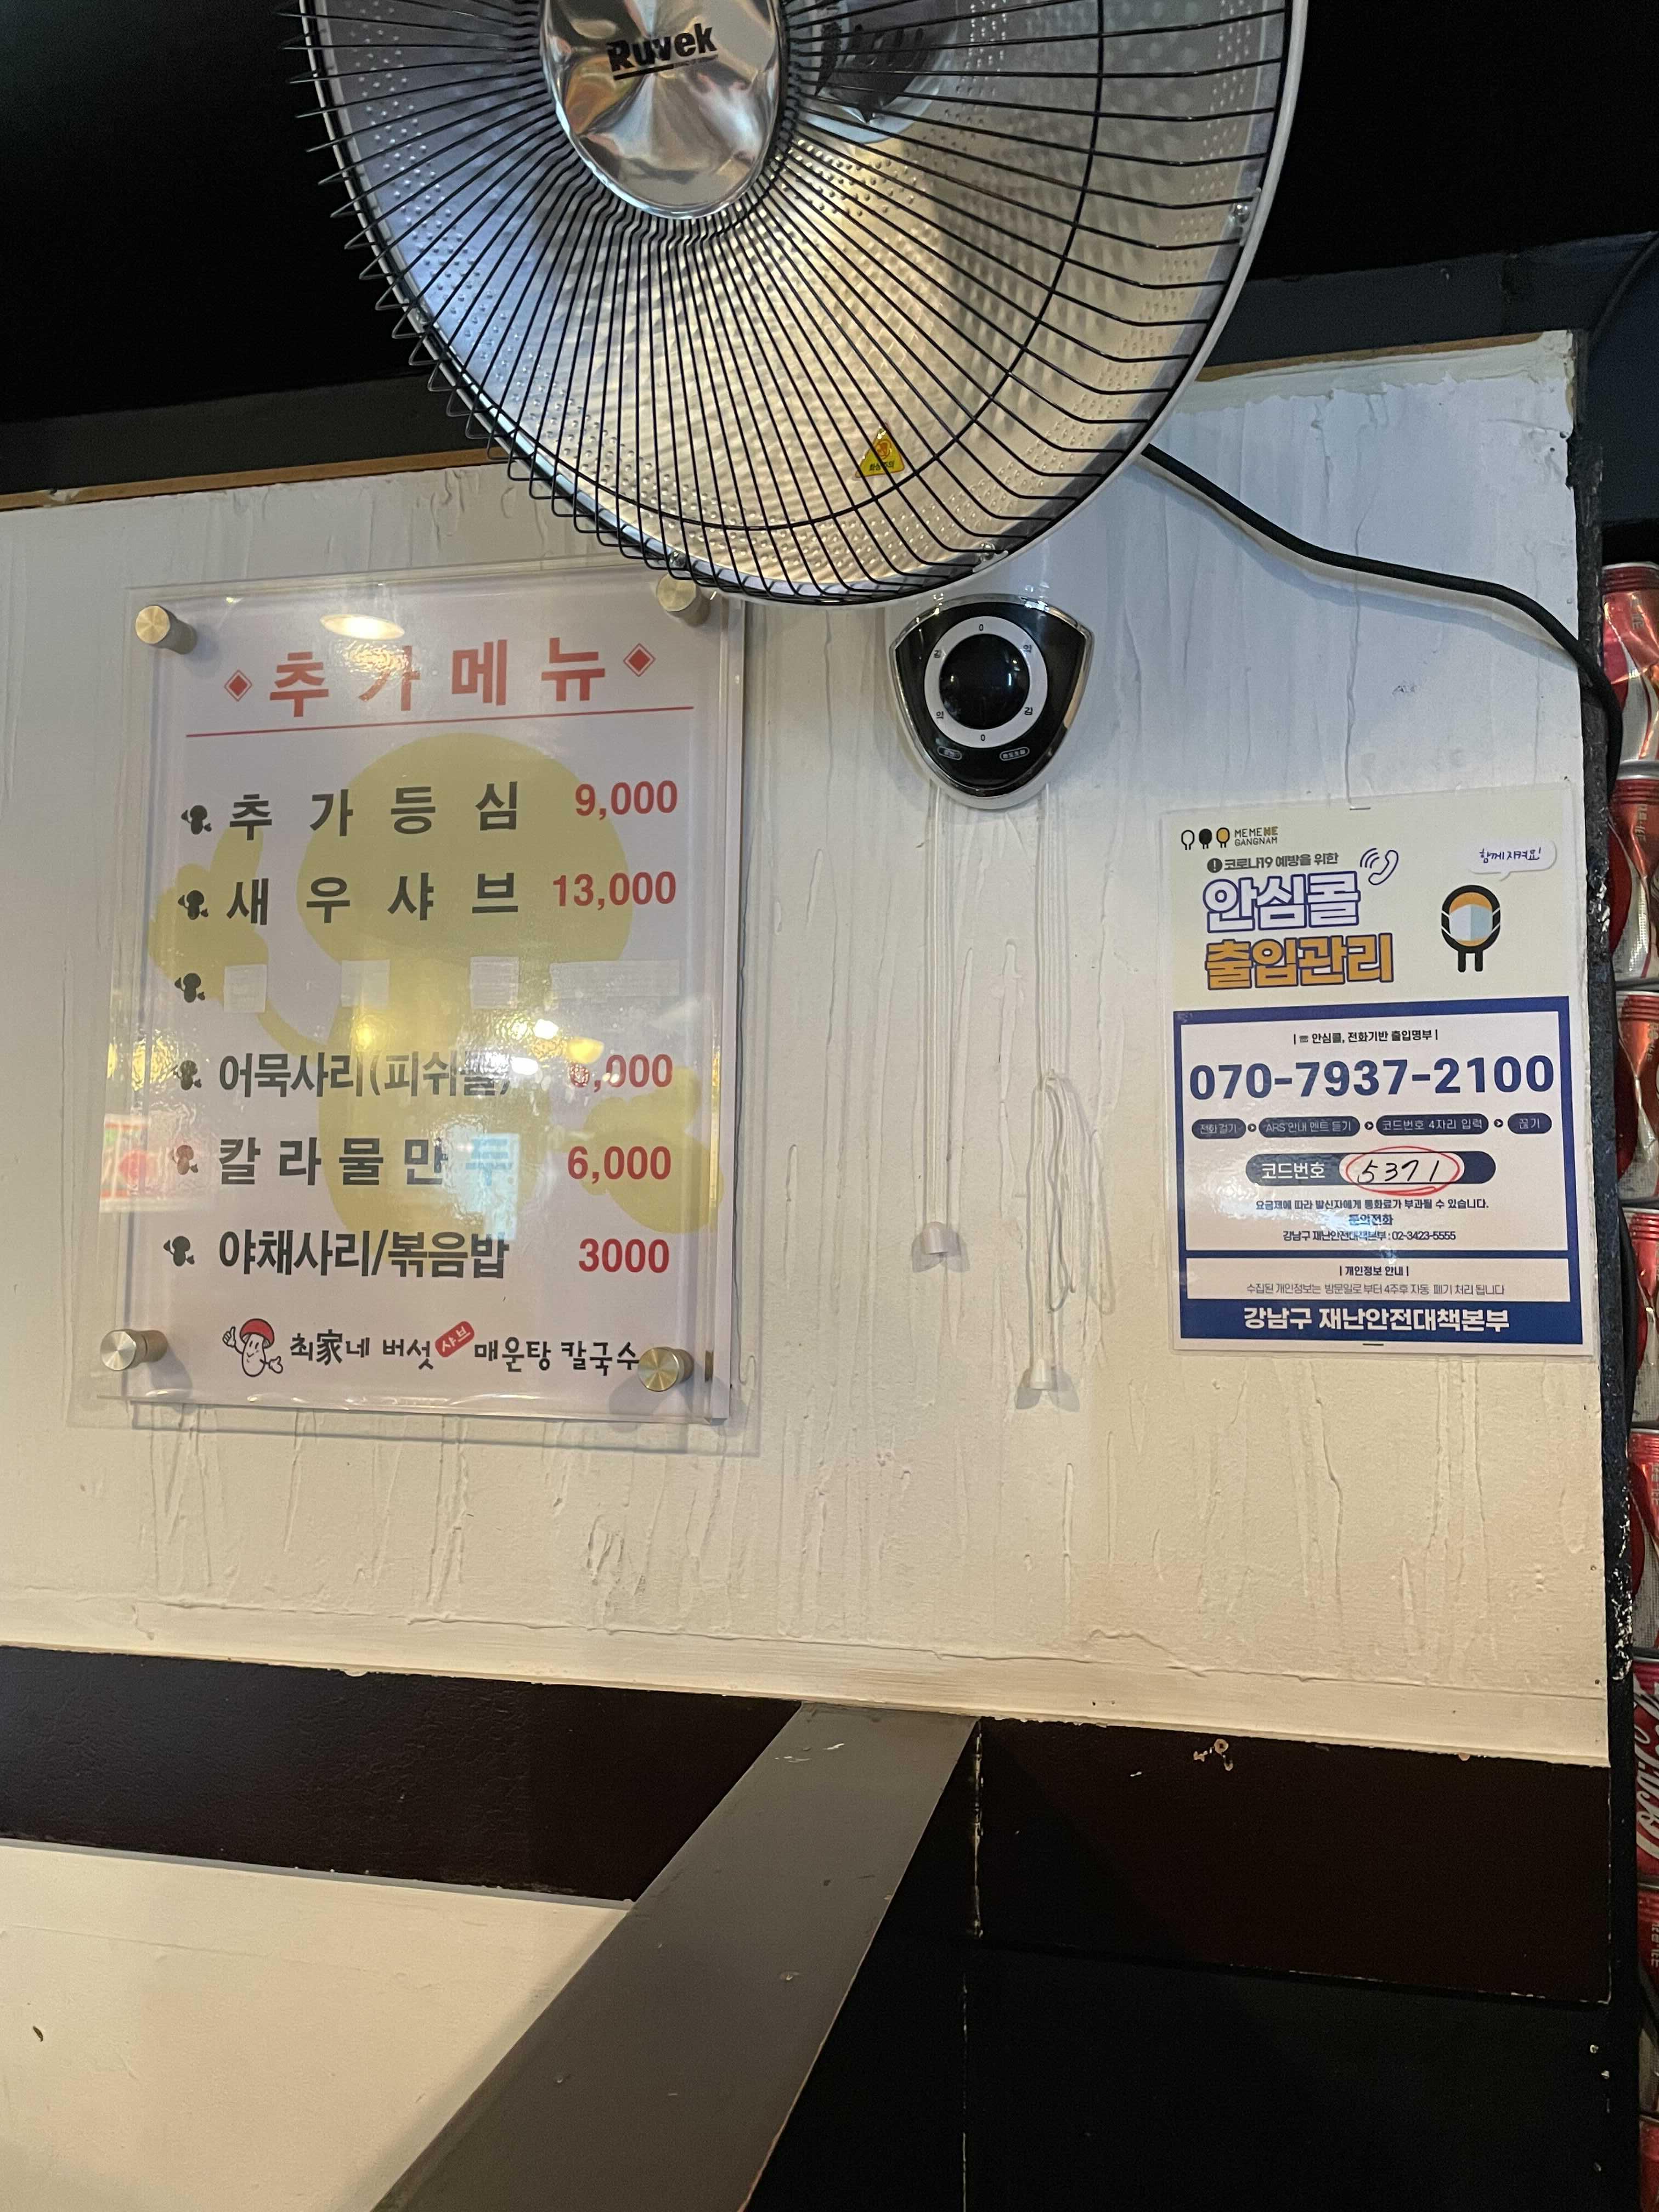 Ruvek
추가메뉴
추가등심 9,000
새우샤브 13,000
어묵사리(피쉬볼) ,000
칼라물만두 6,000
야채사리/볶음밥 3000
최家네 버섯 샤브 매운탕 칼국수
0
강 약
약 강
0
MEMEME
GANGNAM
코로나19 예방을 위한
안심콜
출입관리
함께 지켜요!
안심콜, 전화기반 출입명부
070-7937-2100
전화걸기 ARS 안내 멘트 듣기 코드번호 4자리 입력 끊기
코드번호 5371
요금제에 따라 발신자에게 통화료가 부과될 수 있습니다.
문의전화
강남구 재난안전대책본부 : 02-3423-5555
| 개인정보 안내 |
수집된 개인정보는 방문일로 부터 4주후 자동 폐기 처리 됩니다
강남구 재난안전대책본부
Coca-Cola